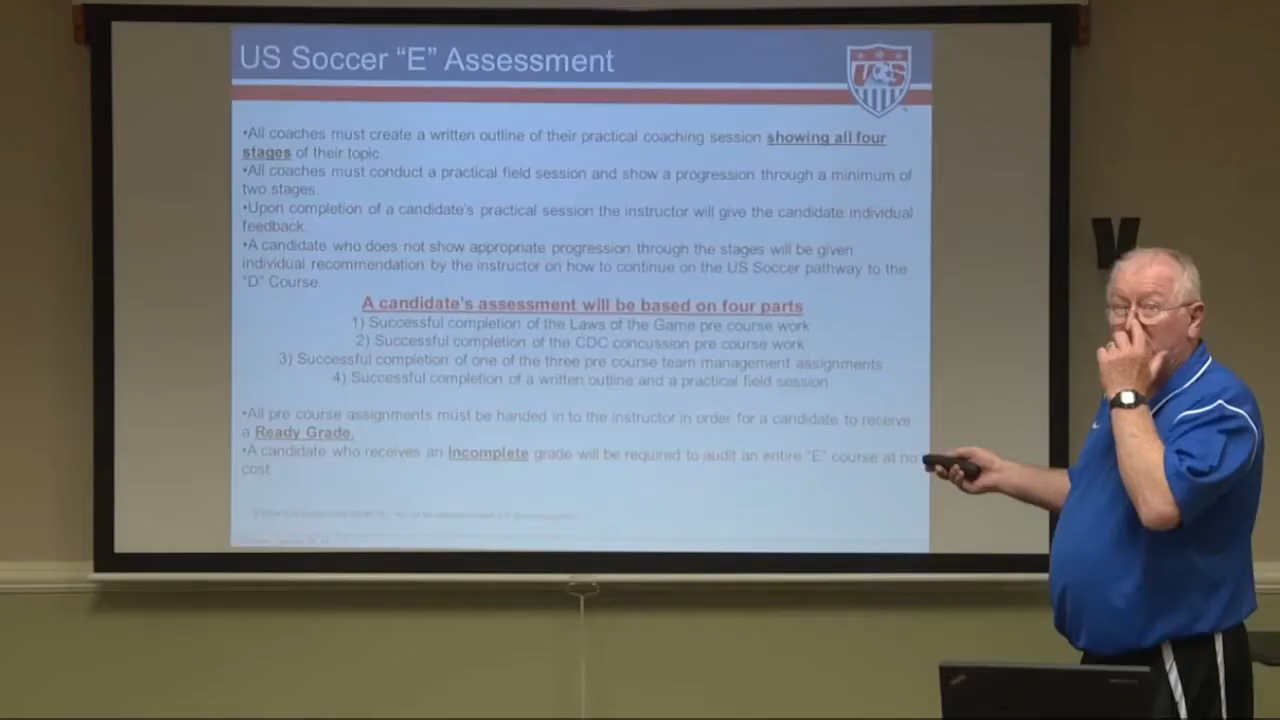 US Soccer “E” Assessment
US
•All coaches must create a written outline of their practical coaching session showing all four
stages of their topic.
•All coaches must conduct a practical field session and show a progression through a minimum of
two stages.
•Upon completion of a candidate's practical session the instructor will give the candidate individual
feedback.
•A candidate who does not show appropriate progression through the stages will be given
individual recommendation by the instructor on how to continue on the US Soccer pathway to the
“D” Course.
A candidate's assessment will be based on four parts
1) Successful completion of the Laws of the Game pre course work
2) Successful completion of the CDC concussion pre course work
3) Successful completion of one of the three pre course team management assignments
4) Successful completion of a written outline and a practical field session
•All pre course assignments must be handed in to the instructor in order for a candidate to receive
a Ready Grade.
•A candidate who receives an Incomplete grade will be required to audit an entire “E” course at no
cost.